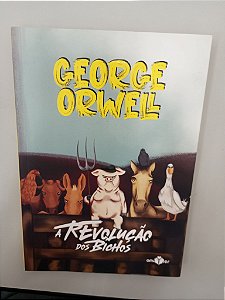 GEORGE
ORWELL
A REVOLUÇÃO
DOS BICHOS